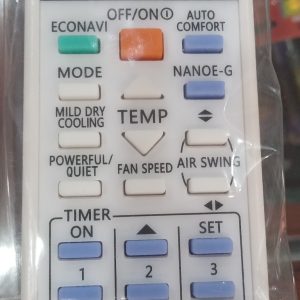 OFF/ON
ECONAVI
AUTO
COMFORT
MODE
NANOE-G
MILD DRY
COOLING
TEMP
POWERFUL/
QUIET
FAN SPEED
AIR SWING
TIMER
ON
SET
1
2
3